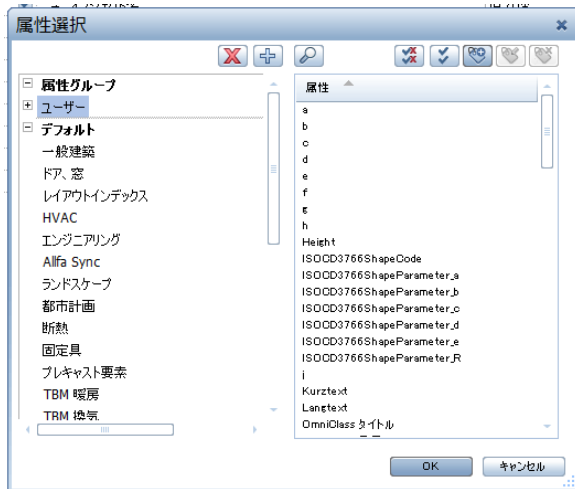 属性選択
属性グループ
ユーザー
デフォルト
一般建築
ドア、窓
レイアウトインデックス
HVAC
エンジニアリング
Allfa Sync
ランドスケープ
都市計画
断熱
固定具
プレキャスト要素
TBM 暖房
TBM 換気
属性
a
b
c
d
e
f
g
h
Height
ISOCD3766ShapeCode
ISOCD3766ShapeParameter_a
ISOCD3766ShapeParameter_b
ISOCD3766ShapeParameter_c
ISOCD3766ShapeParameter_d
ISOCD3766ShapeParameter_e
ISOCD3766ShapeParameter_R
i
Kurztext
Langtext
OmniClass タイトル
OK
キャンセル